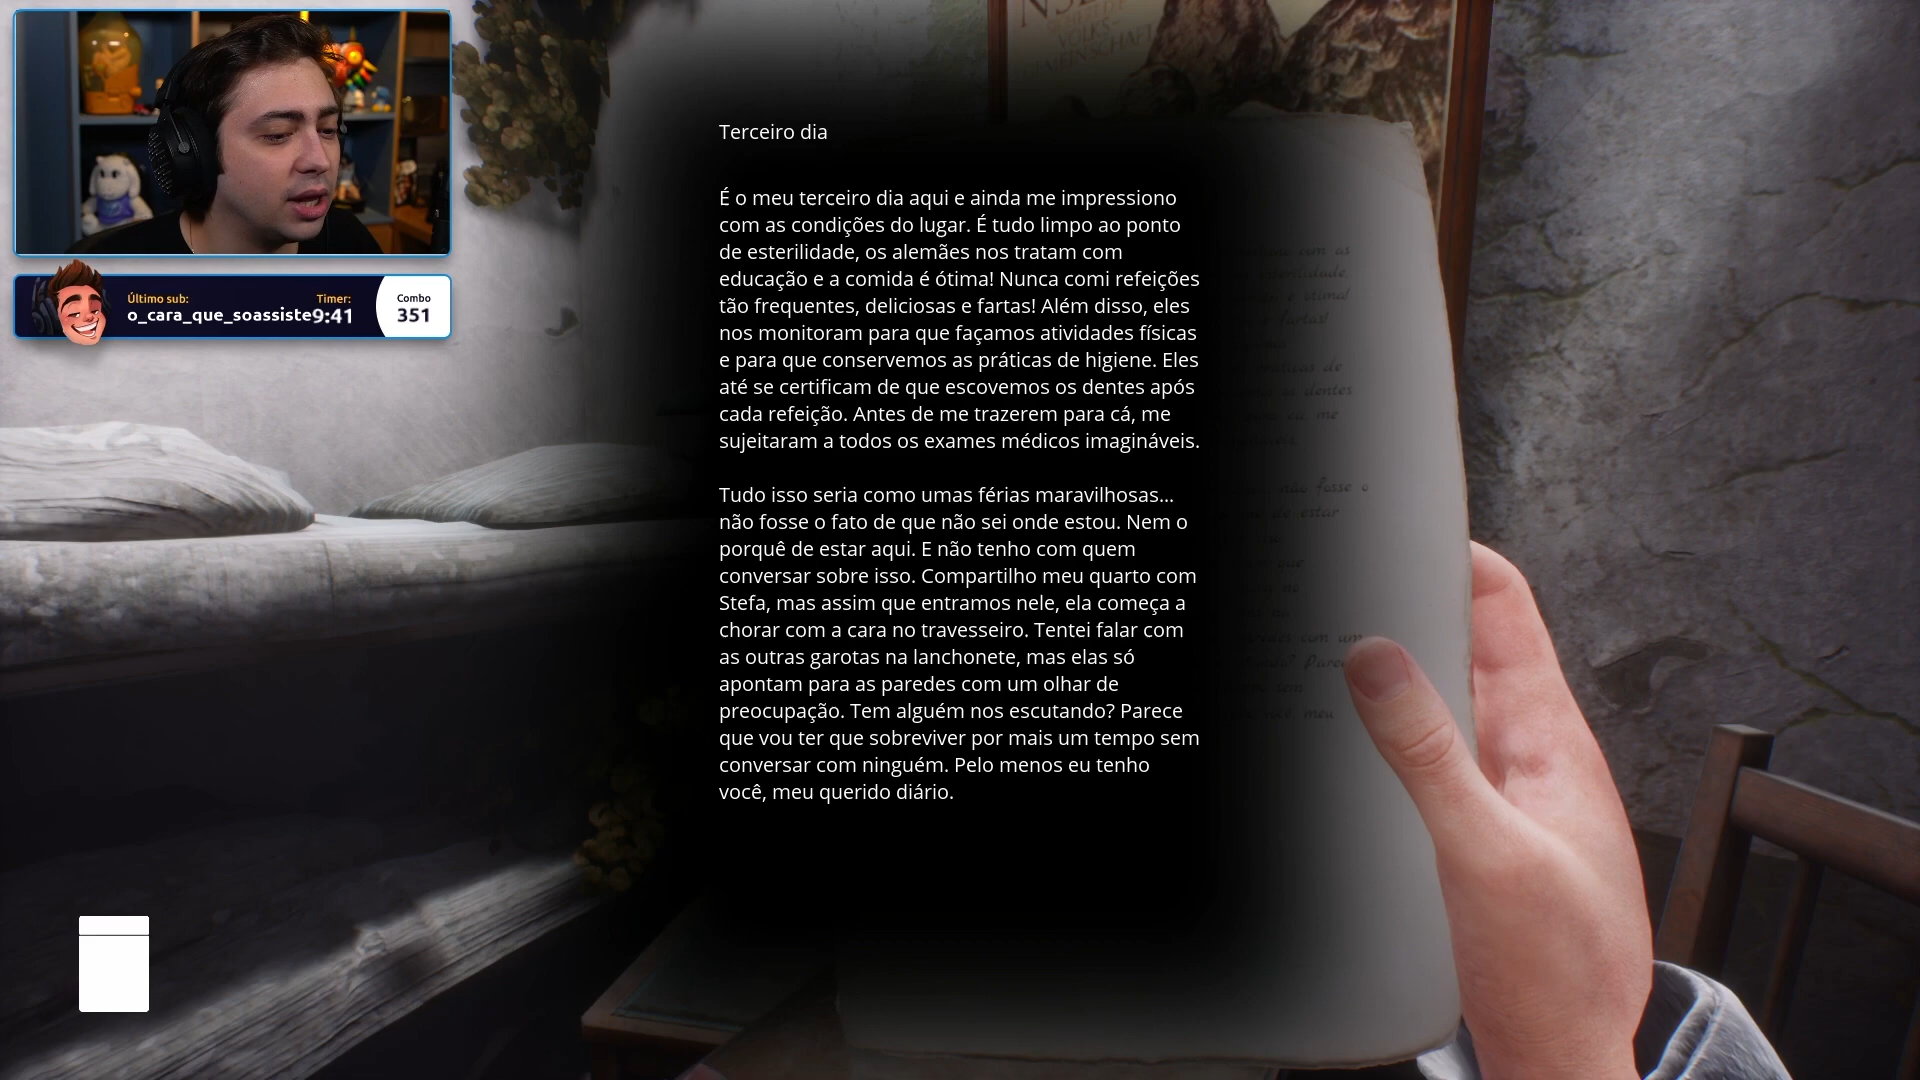 Último sub:
Timer:
Combo
o_cara_que_soassiste9:41
351
VOLKS-
Terceiro dia
É o meu terceiro dia aqui e ainda me impressiono
com as condições do lugar. É tudo limpo ao ponto
de esterilidade, os alemães nos tratam com
educação e a comida é ótima! Nunca comi refeições
tão frequentes, deliciosas e fartas! Além disso, eles
nos monitoram para que façamos atividades físicas
e para que conservemos as práticas de higiene. Eles
até se certificam de que escovemos os dentes após
cada refeição. Antes de me trazerem para cá, me
sujeitaram a todos os exames médicos imagináveis.
Tudo isso seria como umas férias maravilhosas...
não fosse o fato de que não sei onde estou. Nem o
porquê de estar aqui. E não tenho com quem
conversar sobre isso. Compartilho meu quarto com
Stefa, mas assim que entramos nele, ela começa a
chorar com a cara no travesseiro. Tentei falar com
as outras garotas na lanchonete, mas elas só
apontam para as paredes com um olhar de
preocupação. Tem alguém nos escutando? Parece
que vou ter que sobreviver por mais um tempo sem
conversar com ninguém. Pelo menos eu tenho
você, meu querido diário.